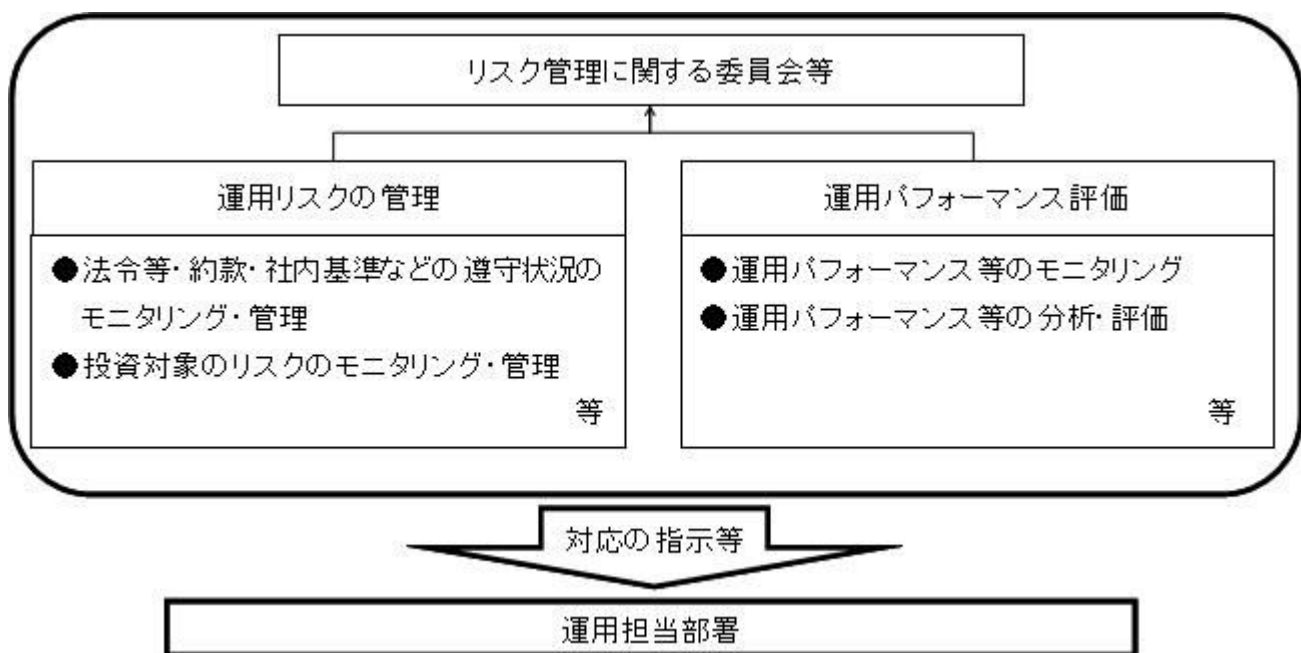 リスク管理に関する委員会等
運用リスクの管理
●法令等・約款・社内基準などの遵守状況の
モニタリング・管理
●投資対象のリスクのモニタリング・管理
等
運用パフォーマンス評価
●運用パフォーマンス等のモニタリング
●運用パフォーマンス等の分析・評価
等
対応の指示等
運用担当部署